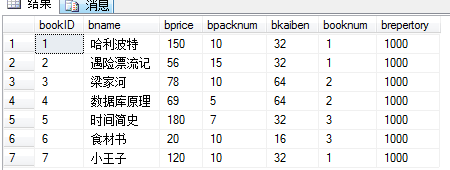 结果 消息
bookID bname bprice bpacknum bkaiben booknum brepertory
1 1 哈利波特 150 10 32 1 1000
2 2 遇险漂流记 56 15 32 1 1000
3 3 梁家河 78 10 64 2 1000
4 4 数据库原理 69 5 64 2 1000
5 5 时间简史 180 7 32 3 1000
6 6 食材书 20 10 16 3 1000
7 7 小王子 120 10 32 1 1000